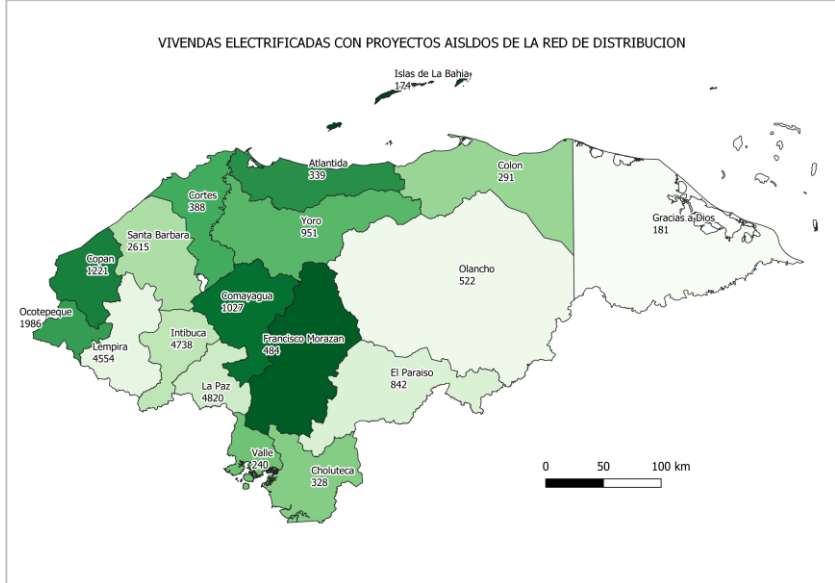 VIVENDAS ELECTRIFICADAS CON PROYECTOS AISLDOS DE LA RED DE DISTRIBUCION
Islas de La Bahia
174
Atlantida
339
Colon
291
Cortes
388
Yoro
951
Gracias a Dios
181
Santa Barbara
2615
Copan
1221
Olancho
522
Comayagua
1027
Ocotepeque
1986
Intibuca
4738
Francisco Morazan
484
Lempira
4554
El Paraiso
842
La Paz
4820
Valle
240
Choluteca
328
0 50 100 km